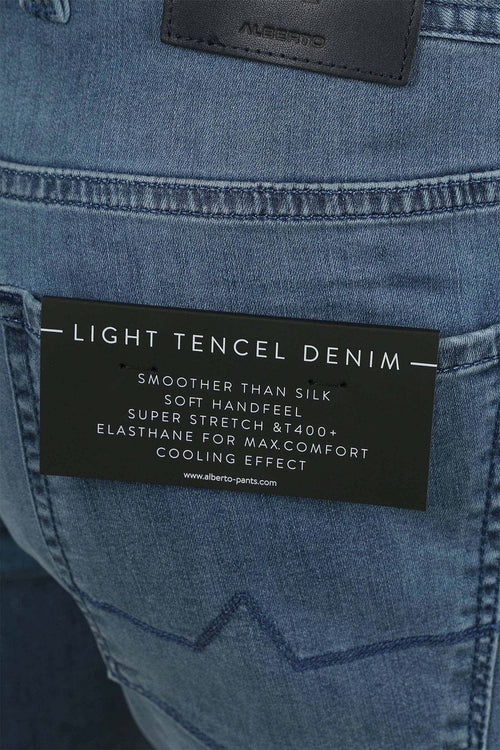 ALBERTO
LIGHT TENCEL DENIM
SMOOTHER THAN SILK
SOFT HANDFEEL
SUPER STRETCH &T400+
ELASTHANE FOR MAX.COMFORT
COOLING EFFECT
www.alberto-pants.com